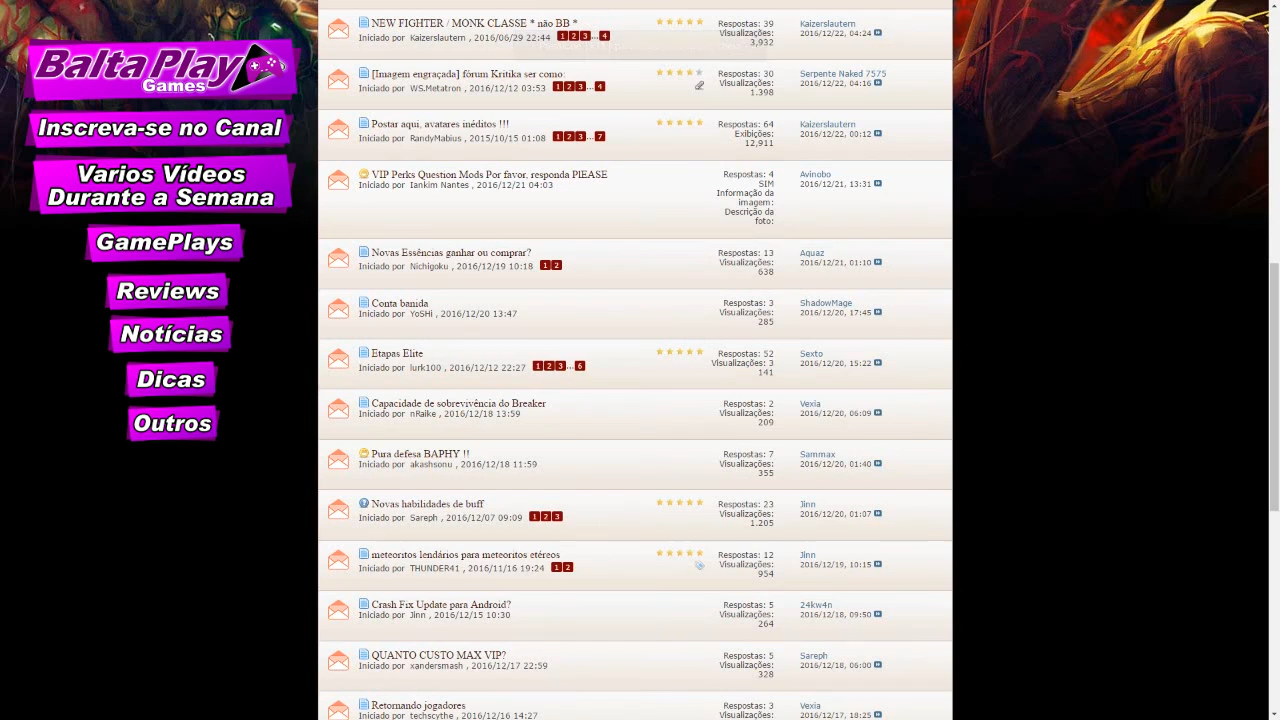 Balta Play
Games
Inscreva-se no Canal
Varios Vídeos
Durante a Semana
GamePlays
Reviews
Notícias
Dicas
Outros
NEW FIGHTER / MONK CLASSE * não BB *
Iniciado por Kaizerslautem , 2016/06/29 22:44 1 2 3 ... 4
Respostas: 39
Visualizações:
3,932
Kaizerslautern
2016/12/22, 04:24
[Imagem engraçada] fórum Kritika ser como:
Iniciado por WS.Metatron , 2016/12/12 03:53 1 2 3 ... 4
Respostas: 30
Visualizações:
1.398
Serpente Naked 7575
2016/12/22, 04:16
Postar aqui, avatares inéditos !!!
Iniciado por RandyMabius , 2015/10/15 01:08 1 2 3 ... 7
Respostas: 64
Exibições:
12,911
Kaizerslautern
2016/12/22, 00:12
VIP Perks Question Mods Por favor, responda PlEASE
Iniciado por Iankim Nantes , 2016/12/21 04:03
Respostas: 4
SIM
Informação da
imagem:
Descrição da
foto:
Avinobo
2016/12/21, 13:31
Novas Essências ganhar ou comprar?
Iniciado por Nichigoku , 2016/12/19 10:18 1 2
Respostas: 13
Visualizações:
638
Aquaz
2016/12/21, 01:10
Conta banida
Iniciado por YoSHi , 2016/12/20 13:47
Respostas: 3
Visualizações:
285
ShadowMage
2016/12/20, 17:45
Etapas Elite
Iniciado por lurk100 , 2016/12/12 22:27 1 2 3 ... 6
Respostas: 52
Visualizações: 3
141
Sexto
2016/12/20, 15:22
Capacidade de sobrevivência do Breaker
Iniciado por nRaike , 2016/12/18 13:59
Respostas: 2
Visualizações:
209
Vexia
2016/12/20, 06:09
Pura defesa BAPHY !!
Iniciado por akashsonu , 2016/12/18 11:59
Respostas: 7
Visualizações:
355
Sammax
2016/12/20, 01:40
Novas habilidades de buff
Iniciado por Sareph , 2016/12/07 09:09 1 2 3
Respostas: 23
Visualizações:
1.205
Jinn
2016/12/20, 01:07
meteoritos lendários para meteoritos etéreos
Iniciado por THUNDER41 , 2016/11/16 19:24 1 2
Respostas: 12
Visualizações:
954
Jinn
2016/12/19, 10:15
Crash Fix Update para Android?
Iniciado por Jinn , 2016/12/15 10:30
Respostas: 5
Visualizações:
264
24kw4n
2016/12/18, 09:50
QUANTO CUSTO MAX VIP?
Iniciado por xandersmash , 2016/12/17 22:59
Respostas: 5
Visualizações:
328
Sareph
2016/12/18, 06:00
Retornando jogadores
Iniciado por techscythe , 2016/12/16 14:27
Respostas: 3
Visualizações:
Vexia
2016/12/17, 18:25